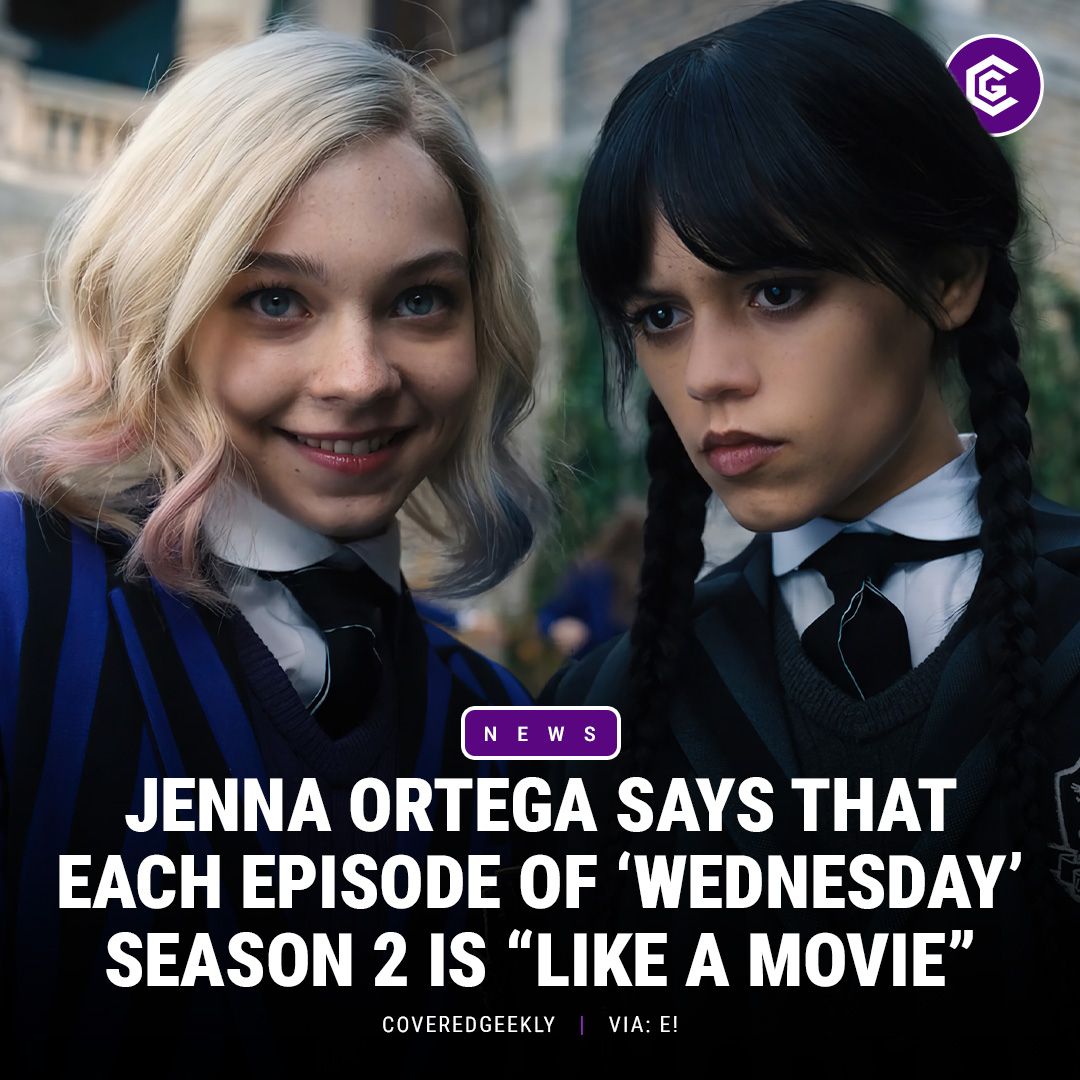 NEWS
JENNA ORTEGA SAYS THAT
EACH EPISODE OF ‘WEDNESDAY’
SEASON 2 IS “LIKE A MOVIE”
COVEREDGEEKLY | VIA: E!